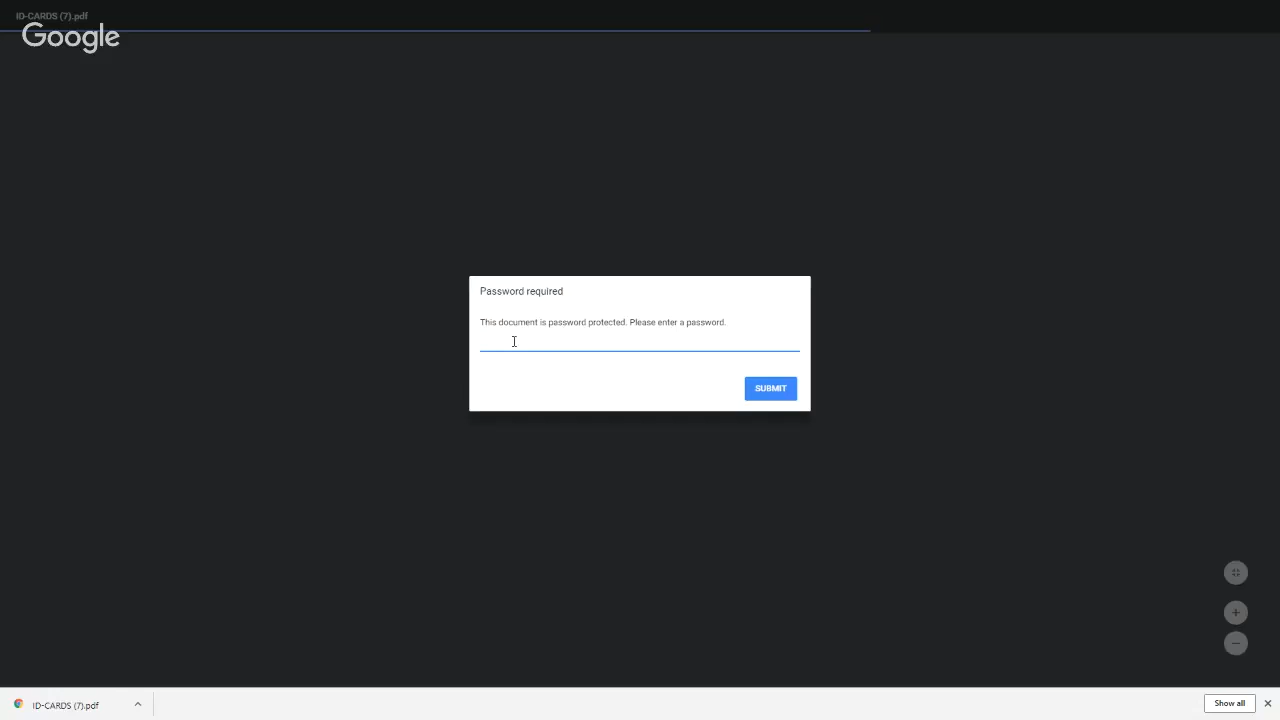 ID-CARDS (7).pdf
Google
Password required
This document is password protected. Please enter a password.
SUBMIT
ID-CARDS (7).pdf
Show all